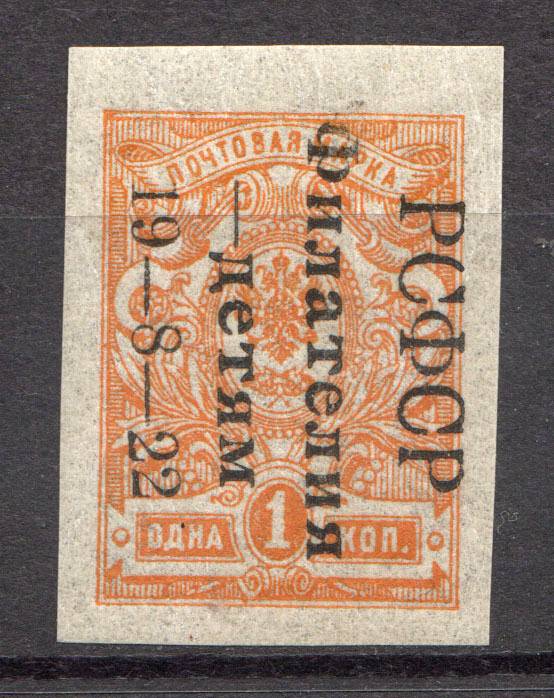 ПОЧТОВАЯ МАРКА
РСФСР
Филателия
—детям
19—8—22
ОДНА 1 КОП.